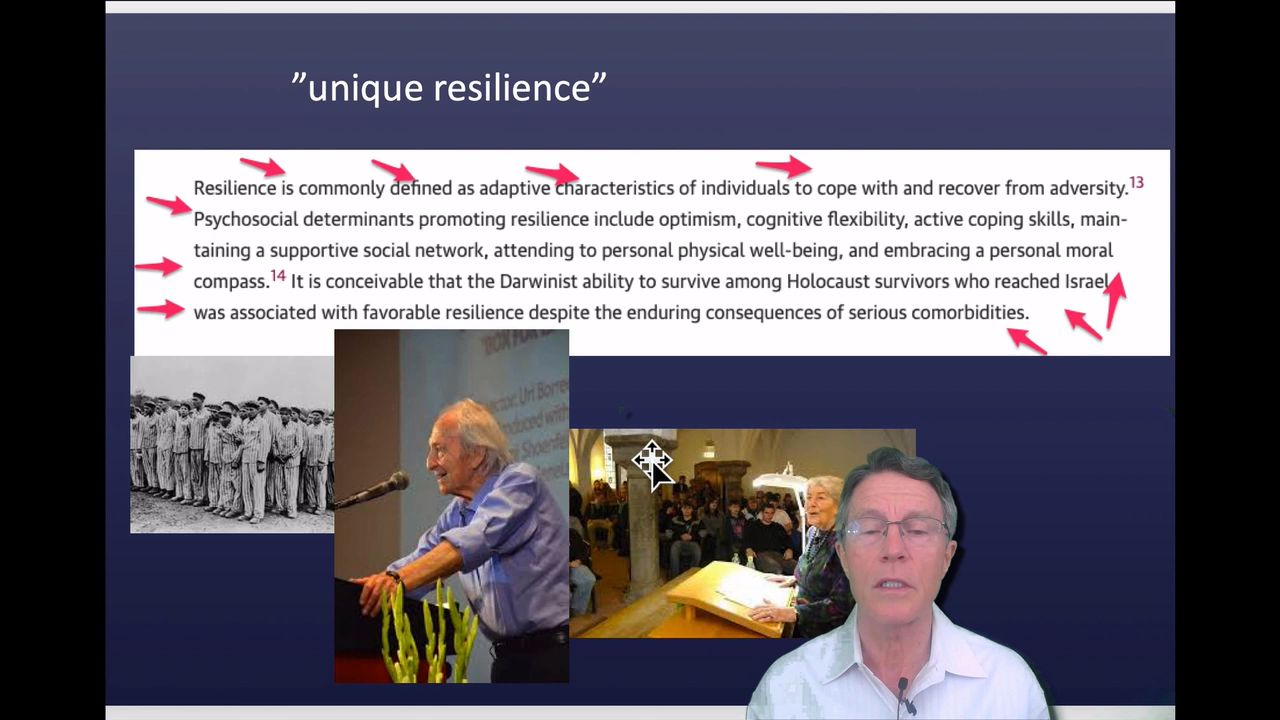 ”unique resilience”
Resilience is commonly defined as adaptive characteristics of individuals to cope with and recover from adversity.13
Psychosocial determinants promoting resilience include optimism, cognitive flexibility, active coping skills, main-
taining a supportive social network, attending to personal physical well-being, and embracing a personal moral
compass.14 It is conceivable that the Darwinist ability to survive among Holocaust survivors who reached Israel
was associated with favorable resilience despite the enduring consequences of serious comorbidities.
Uri